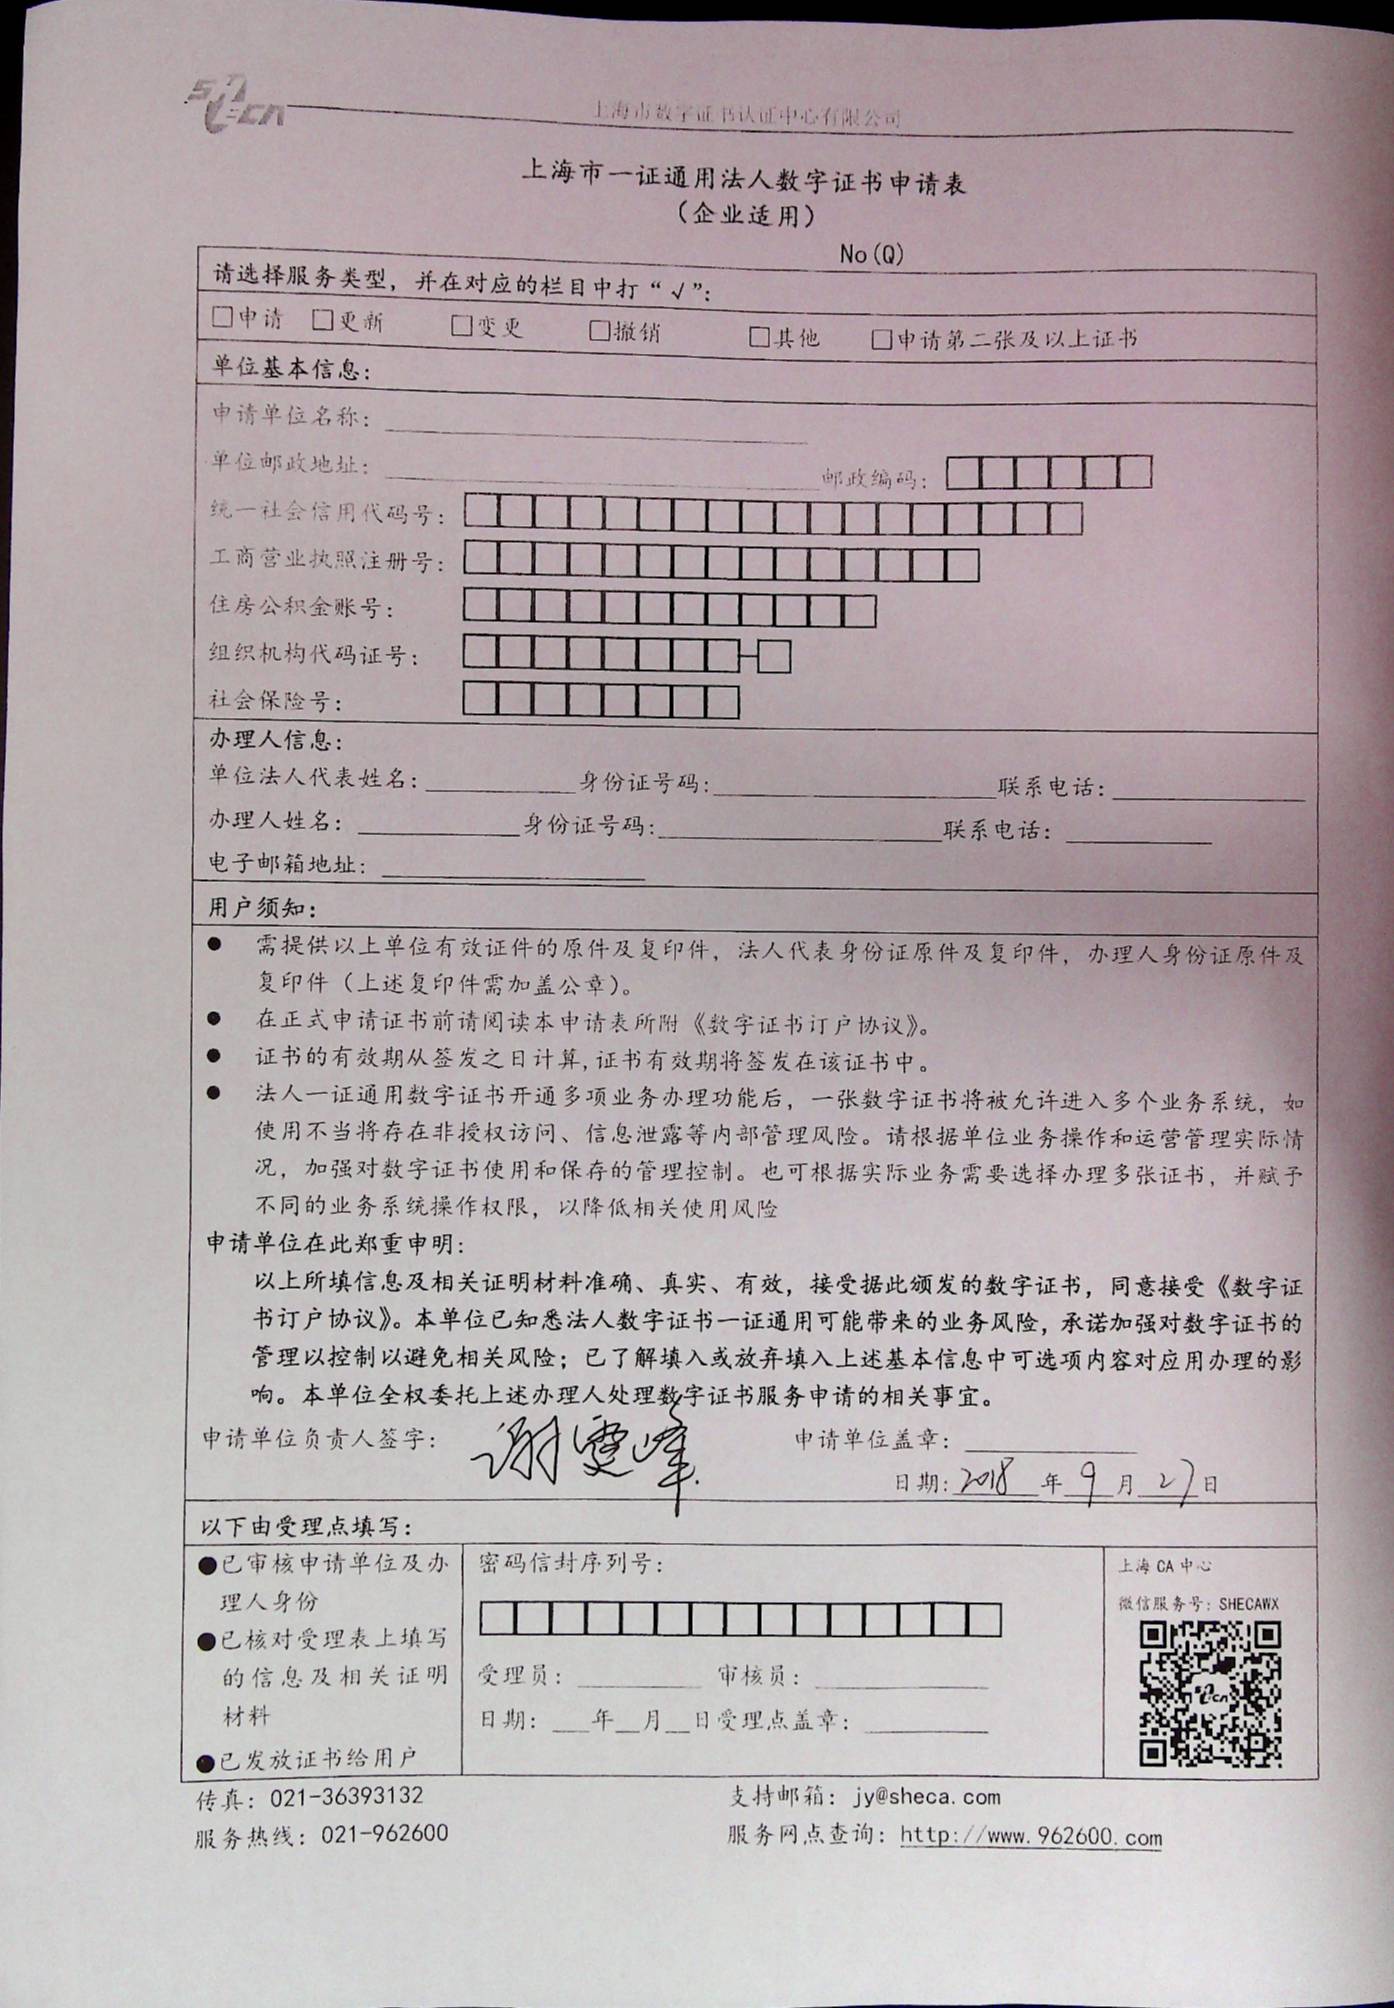 sheca
上海市数字证书认证中心有限公司
上海市一证通用法人数字证书申请表
（企业适用）
No(Q)
请选择服务类型，并在对应的栏目中打“√”：
□申请 □更新 □变更 □撤销 □其他 □申请第二张及以上证书
单位基本信息：
申请单位名称：
单位邮政地址： 邮政编码：
统一社会信用代码号：
工商营业执照注册号：
住房公积金账号：
组织机构代码证号：
社会保险号：
办理人信息：
单位法人代表姓名： 身份证号码： 联系电话：
办理人姓名： 身份证号码： 联系电话：
电子邮箱地址：
用户须知：
● 需提供以上单位有效证件的原件及复印件，法人代表身份证原件及复印件，办理人身份证原件及
复印件（上述复印件需加盖公章）。
● 在正式申请证书前请阅读本申请表所附《数字证书订户协议》。
● 证书的有效期从签发之日计算，证书有效期将签发在该证书中。
● 法人一证通用数字证书开通多项业务办理功能后，一张数字证书将被允许进入多个业务系统，如
使用不当将存在非授权访问、信息泄露等内部管理风险。请根据单位业务操作和运营管理实际情
况，加强对数字证书使用和保存的管理控制。也可根据实际业务需要选择办理多张证书，并赋予
不同的业务系统操作权限，以降低相关使用风险
申请单位在此郑重申明：
以上所填信息及相关证明材料准确、真实、有效，接受据此颁发的数字证书，同意接受《数字证
书订户协议》。本单位已知悉法人数字证书一证通用可能带来的业务风险，承诺加强对数字证书的
管理以控制以避免相关风险；已了解填入或放弃填入上述基本信息中可选项内容对应用办理的影
响。本单位全权委托上述办理人处理数字证书服务申请的相关事宜。
申请单位负责人签字： 谢雯峰 申请单位盖章：
日期：2018年9月27日
以下由受理点填写：
●已审核申请单位及办
理人身份
●已核对受理表上填写
的信息及相关证明
材料
●已发放证书给用户
密码信封序列号：
受理员： 审核员：
日期： 年 月 日受理点盖章：
上海CA中心
微信服务号：SHECAWX
传真：021-36393132 支持邮箱：jy@sheca.com
服务热线：021-962600 服务网点查询：http://www.962600.com